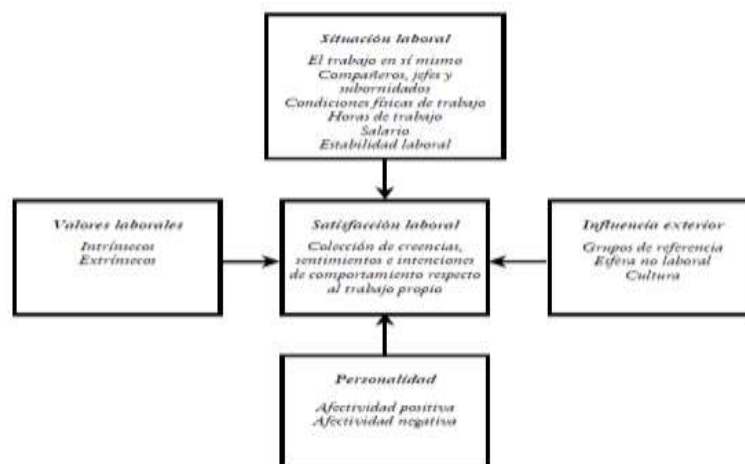 Situación laboral
El trabajo en sí mismo
Compañeros, jefes y
subornidados
Condiciones físicas de trabajo
Horas de trabajo
Salario
Estabilidad laboral
Valores laborales
Intrínsecos
Extrínsecos
Satisfacción laboral
Colección de creencias,
sentimientos e intenciones
de comportamiento respecto
al trabajo propio
Influencia exterior
Grupos de referencia
Esfera no laboral
Cultura
Personalidad
Afectividad positiva
Afectividad negativa